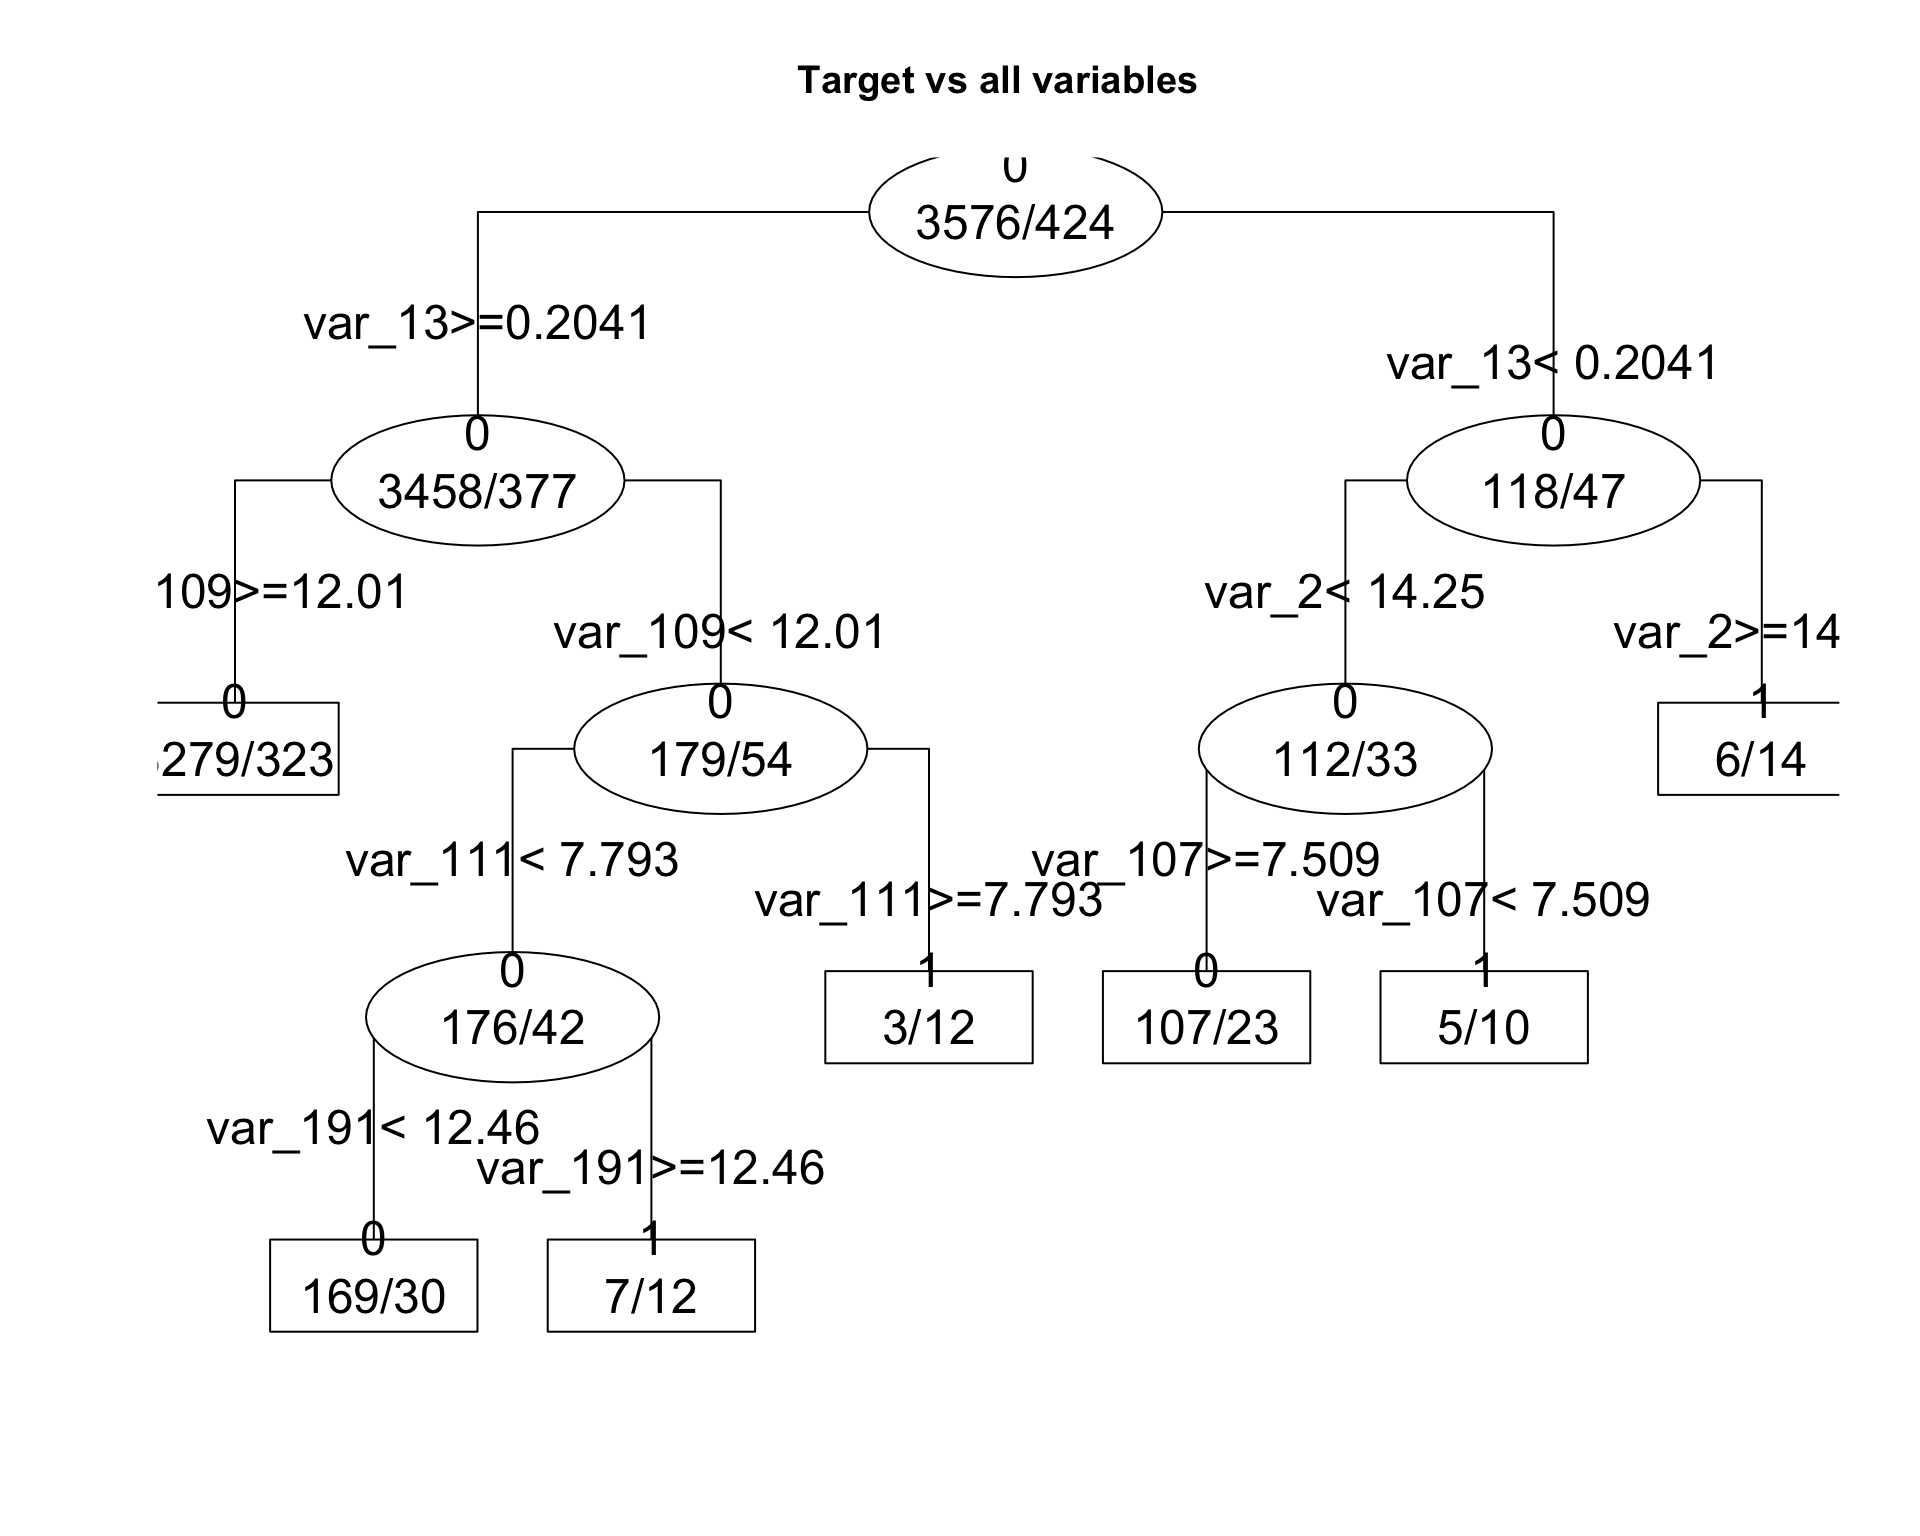 Target vs all variables
0
3576/424
var_13>=0.2041
var_13< 0.2041
0
3458/377
0
118/47
109>=12.01
var_109< 12.01
var_2< 14.25
var_2>=14
0
279/323
0
179/54
0
112/33
1
6/14
var_111< 7.793
var_111>=7.793
var_107>=7.509
var_107< 7.509
0
176/42
1
3/12
0
107/23
1
5/10
var_191< 12.46
var_191>=12.46
0
169/30
1
7/12